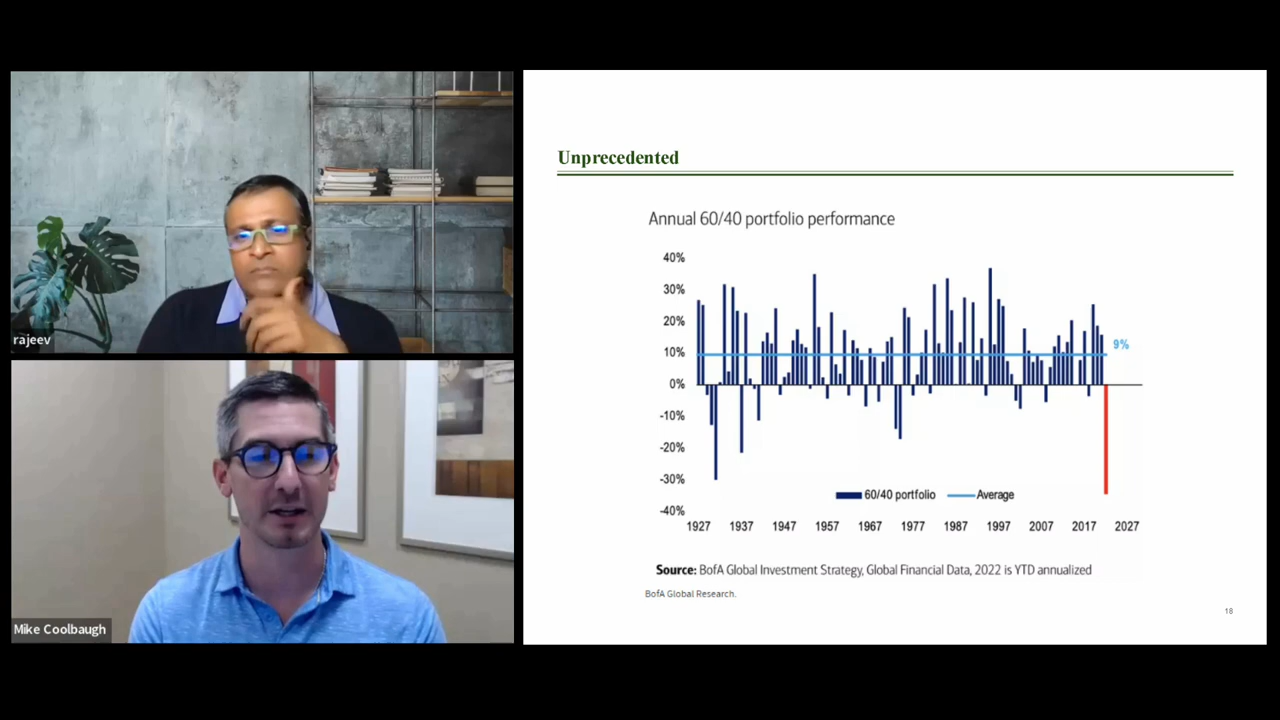 rajeev
Mike Coolbaugh
Unprecedented
Annual 60/40 portfolio performance
40%
30%
20%
10%
0%
-10%
-20%
-30%
-40%
9%
60/40 portfolio
Average
1927 1937 1947 1957 1967 1977 1987 1997 2007 2017 2027
Source: BofA Global Investment Strategy, Global Financial Data, 2022 is YTD annualized
BofA Global Research.
18